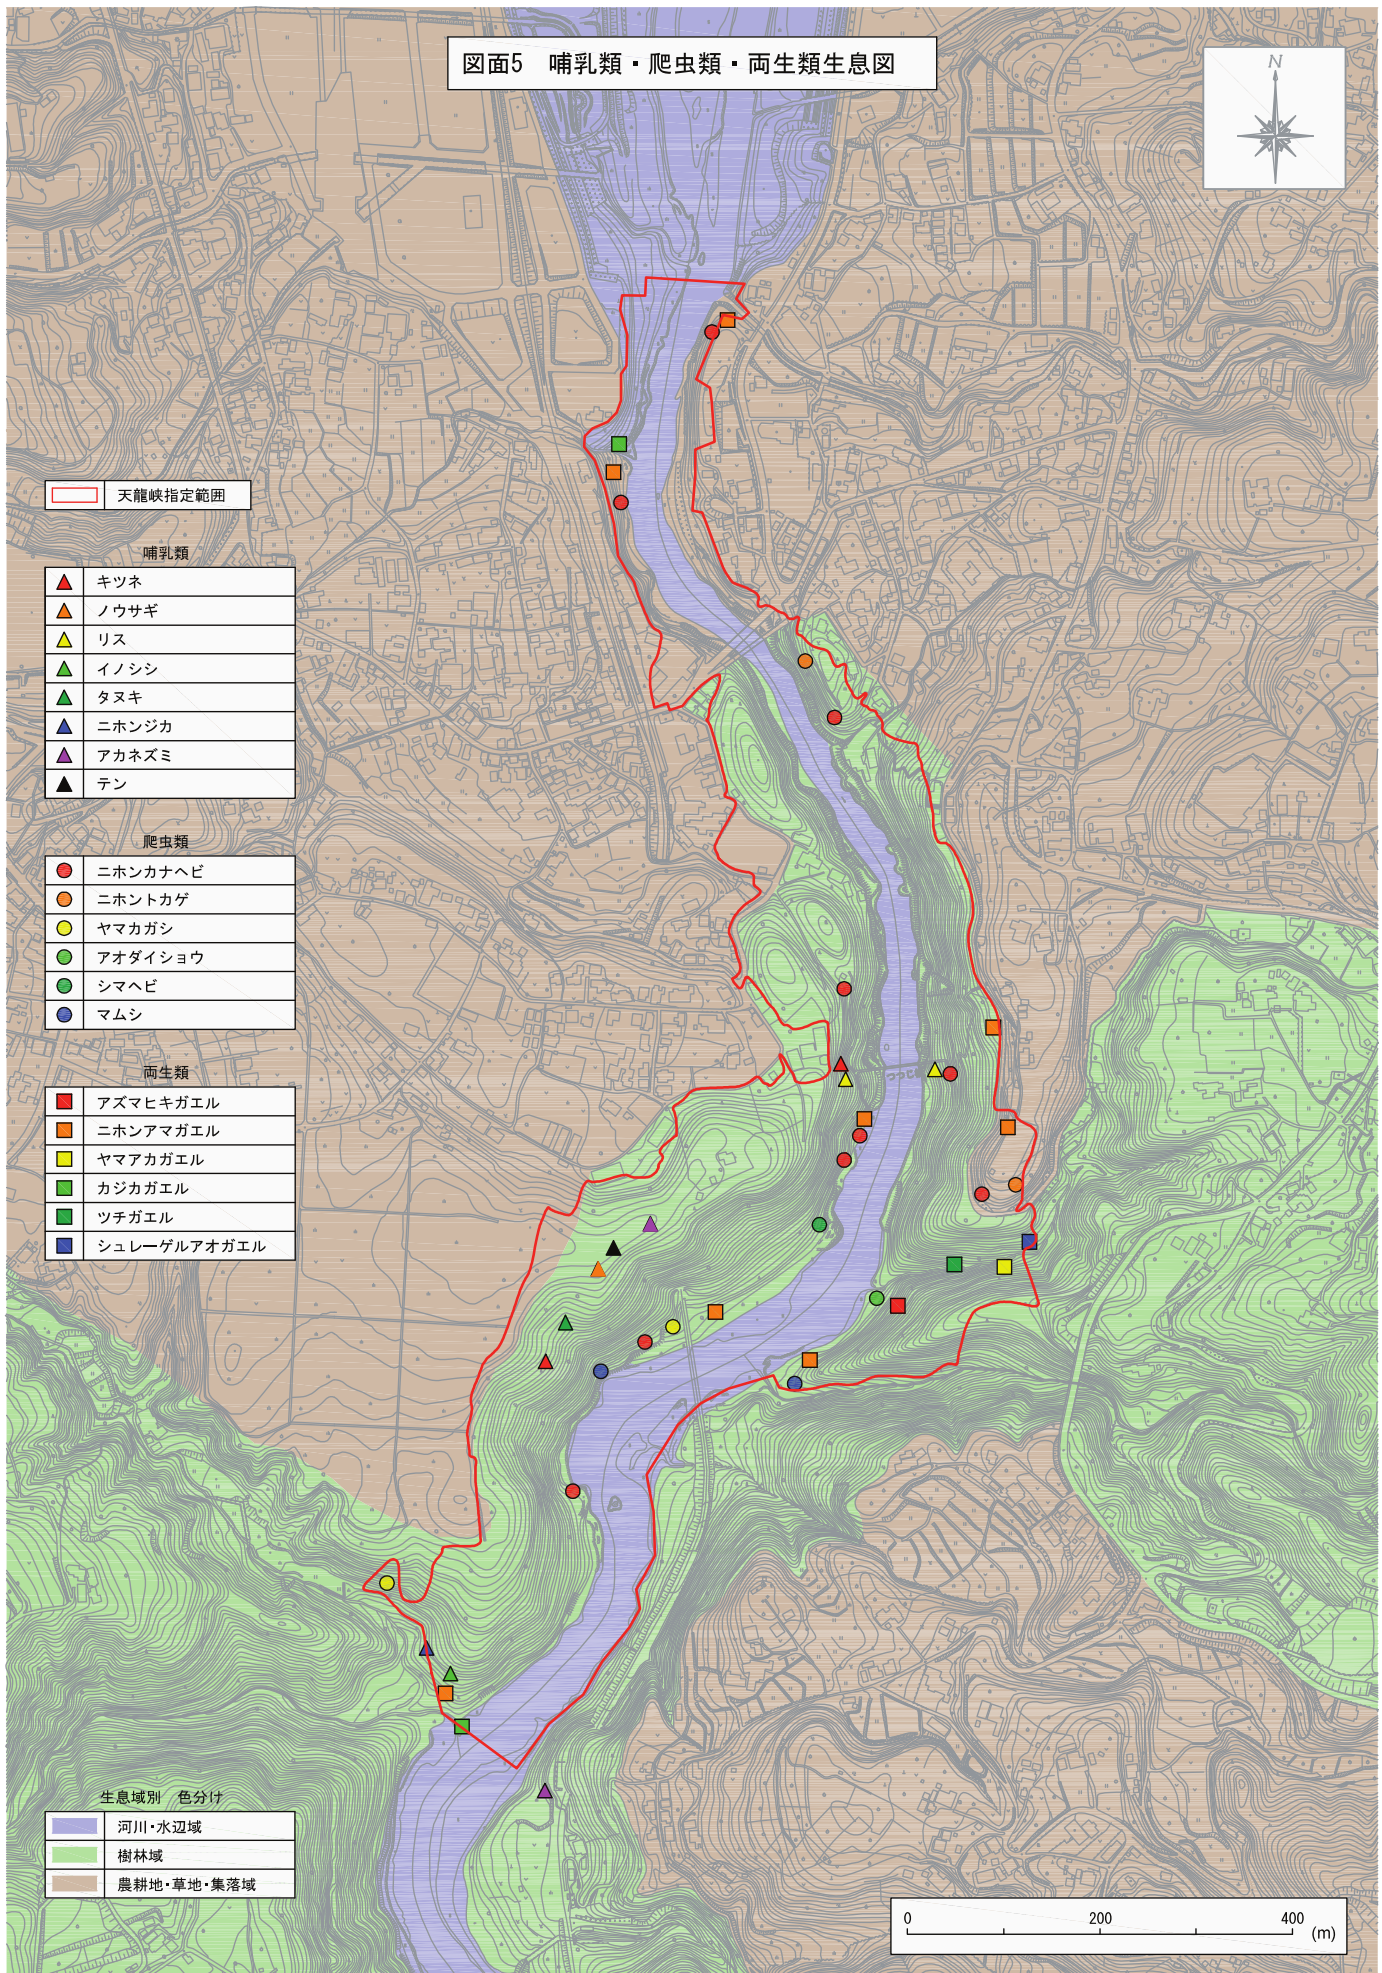 図面5　哺乳類・爬虫類・両生類生息図
N
天龍峡指定範囲
哺乳類
キツネ
ノウサギ
リス
イノシシ
タヌキ
ニホンジカ
アカネズミ
テン
爬虫類
ニホンカナヘビ
ニホントカゲ
ヤマカガシ
アオダイショウ
シマヘビ
マムシ
両生類
アズマヒキガエル
ニホンアマガエル
ヤマアカガエル
カジカガエル
ツチガエル
シュレーゲルアオガエル
生息域別　色分け
河川・水辺域
樹林域
農耕地・草地・集落域
0 200 400
(m)